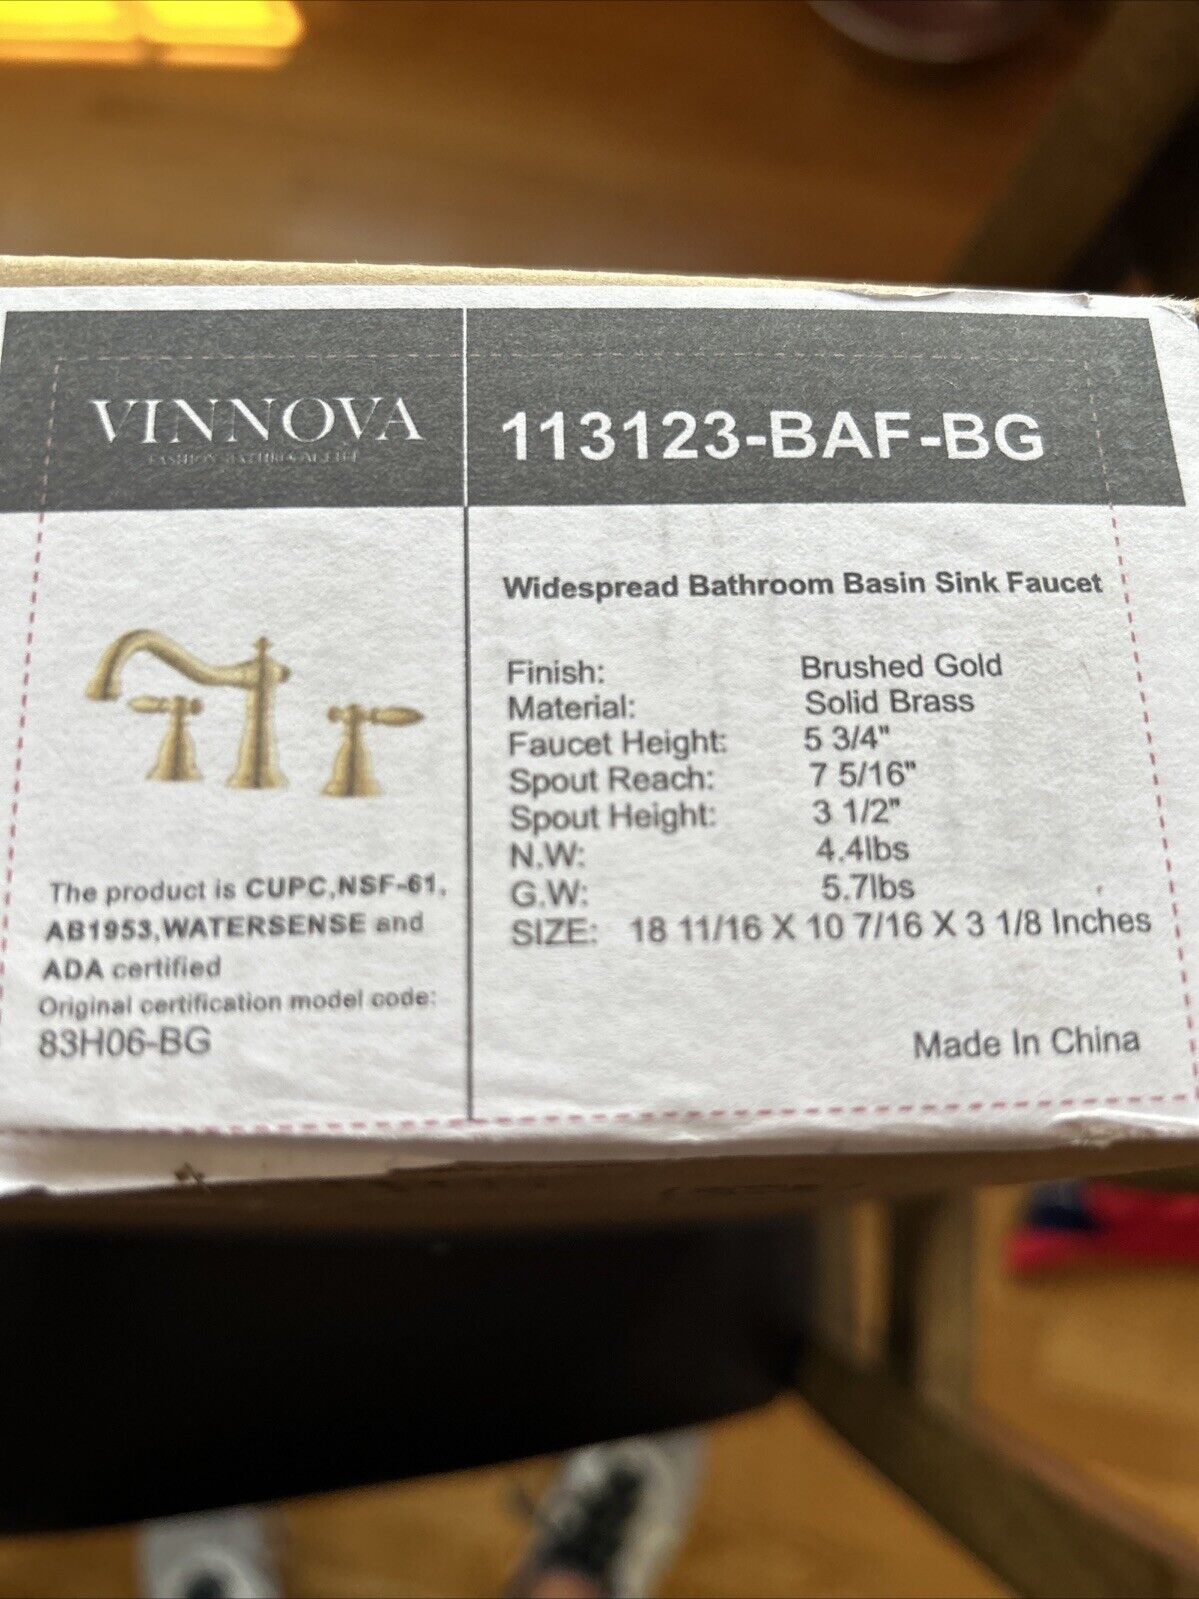 VINNOVA
113123-BAF-BG
Widespread Bathroom Basin Sink Faucet
Finish: Brushed Gold
Material: Solid Brass
Faucet Height: 5 3/4"
Spout Reach: 7 5/16"
Spout Height: 3 1/2"
N.W: 4.4lbs
G.W: 5.7lbs
SIZE: 18 11/16 X 10 7/16 X 3 1/8 Inches
Made In China
The product is CUPC,NSF-61,
AB1953,WATERSENSE and
ADA certified
Original certification model code:
83H06-BG